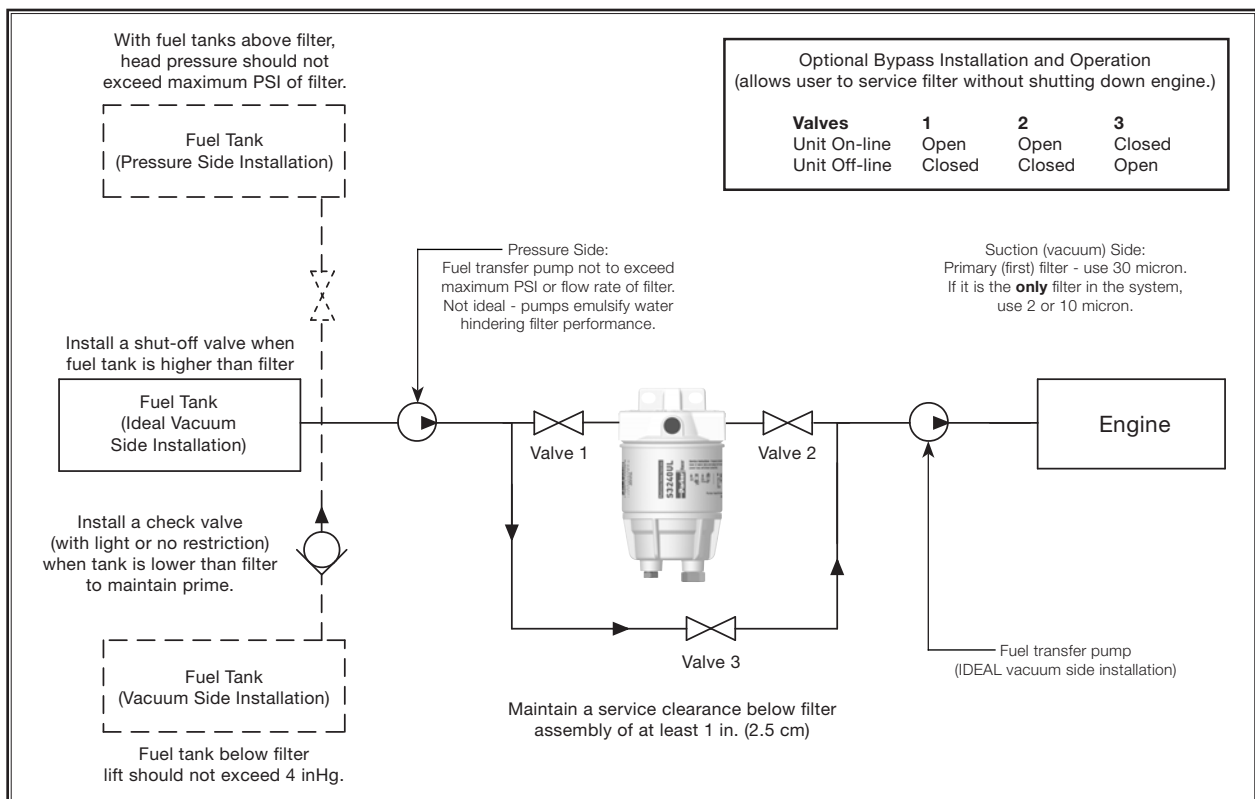 With fuel tanks above filter,
head pressure should not
exceed maximum PSI of filter.
Fuel Tank
(Pressure Side Installation)
Optional Bypass Installation and Operation
(allows user to service filter without shutting down engine.)
Valves 1 2 3
Unit On-line Open Open Closed
Unit Off-line Closed Closed Open
Pressure Side:
Fuel transfer pump not to exceed
maximum PSI or flow rate of filter.
Not ideal - pumps emulsify water
hindering filter performance.
Suction (vacuum) Side:
Primary (first) filter - use 30 micron.
If it is the only filter in the system,
use 2 or 10 micron.
Install a shut-off valve when
fuel tank is higher than filter
Fuel Tank
(Ideal Vacuum
Side Installation)
Valve 1
Valve 2
S3240UL
Engine
Install a check valve
(with light or no restriction)
when tank is lower than filter
to maintain prime.
Valve 3
Fuel Tank
(Vacuum Side Installation)
Fuel transfer pump
(IDEAL vacuum side installation)
Maintain a service clearance below filter
assembly of at least 1 in. (2.5 cm)
Fuel tank below filter
lift should not exceed 4 inHg.